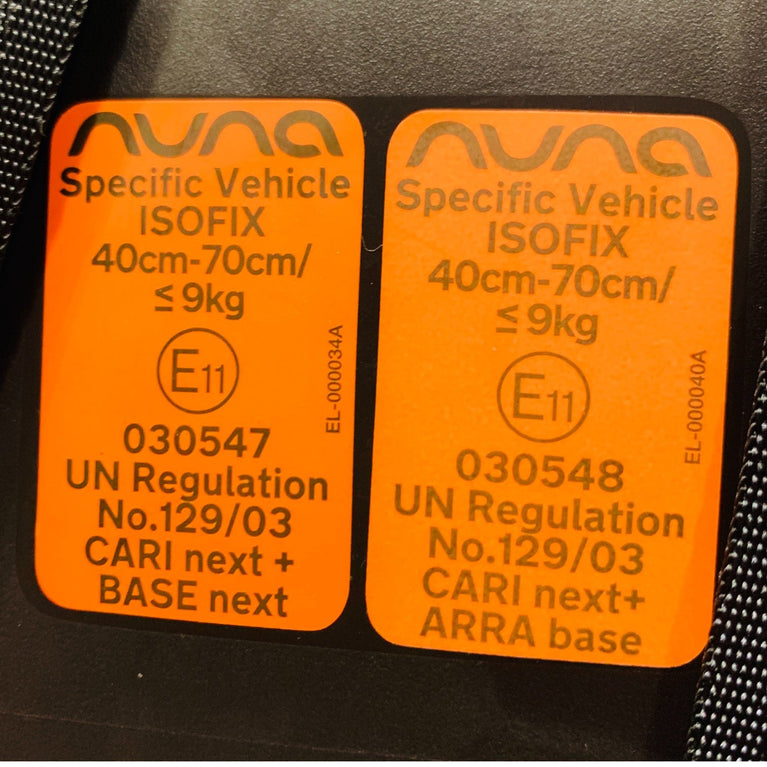 nuna
Specific Vehicle
ISOFIX
40cm-70cm/
≤ 9kg
E11
EL-000034A
030547
UN Regulation
No.129/03
CARI next +
BASE next
nuna
Specific Vehicle
ISOFIX
40cm-70cm/
≤ 9kg
E11
EL-000040A
030548
UN Regulation
No.129/03
CARI next+
ARRA base